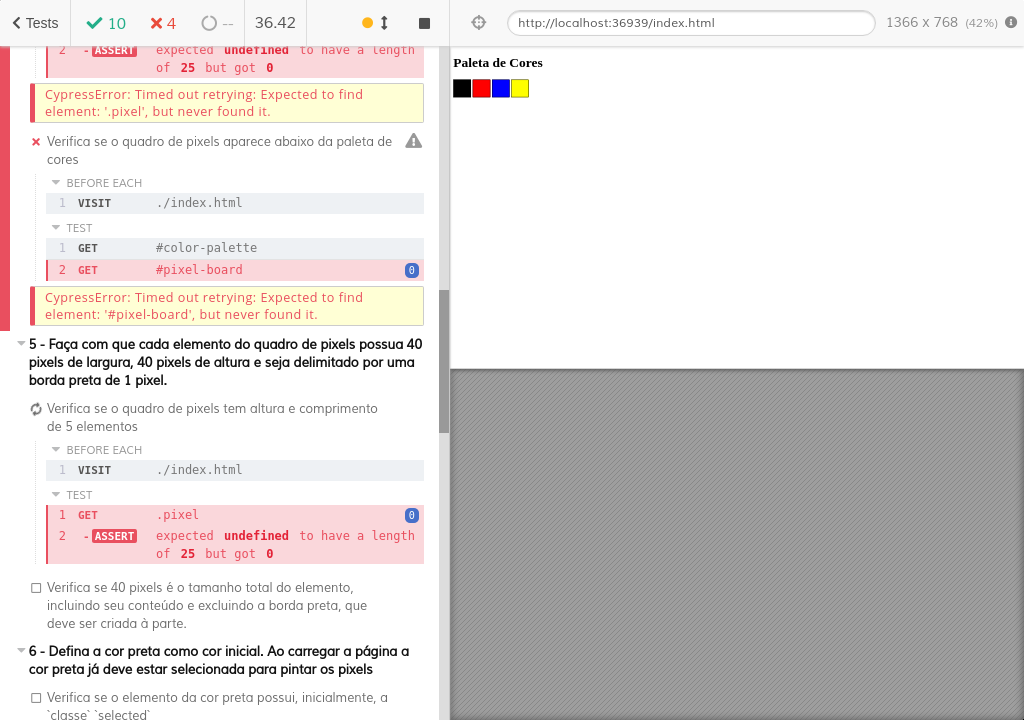 Tests
10
4
--
36.42
http://localhost:36939/index.html
1366 x 768 (42%)
2 -ASSERT expected undefined to have a length
of 25 but got 0
CypressError: Timed out retrying: Expected to find
element: '.pixel', but never found it.
Verifica se o quadro de pixels aparece abaixo da paleta de
cores
BEFORE EACH
1 VISIT ./index.html
TEST
1 GET #color-palette
2 GET #pixel-board 0
CypressError: Timed out retrying: Expected to find
element: '#pixel-board', but never found it.
5 - Faça com que cada elemento do quadro de pixels possua 40
pixels de largura, 40 pixels de altura e seja delimitado por uma
borda preta de 1 pixel.
Verifica se o quadro de pixels tem altura e comprimento
de 5 elementos
BEFORE EACH
1 VISIT ./index.html
TEST
1 GET .pixel 0
2 -ASSERT expected undefined to have a length
of 25 but got 0
Verifica se 40 pixels é o tamanho total do elemento,
incluindo seu conteúdo e excluindo a borda preta, que
deve ser criada à parte.
6 - Defina a cor preta como cor inicial. Ao carregar a página a
cor preta já deve estar selecionada para pintar os pixels
Verifica se o elemento da cor preta possui, inicialmente, a
`classe` `selected`
Paleta de Cores